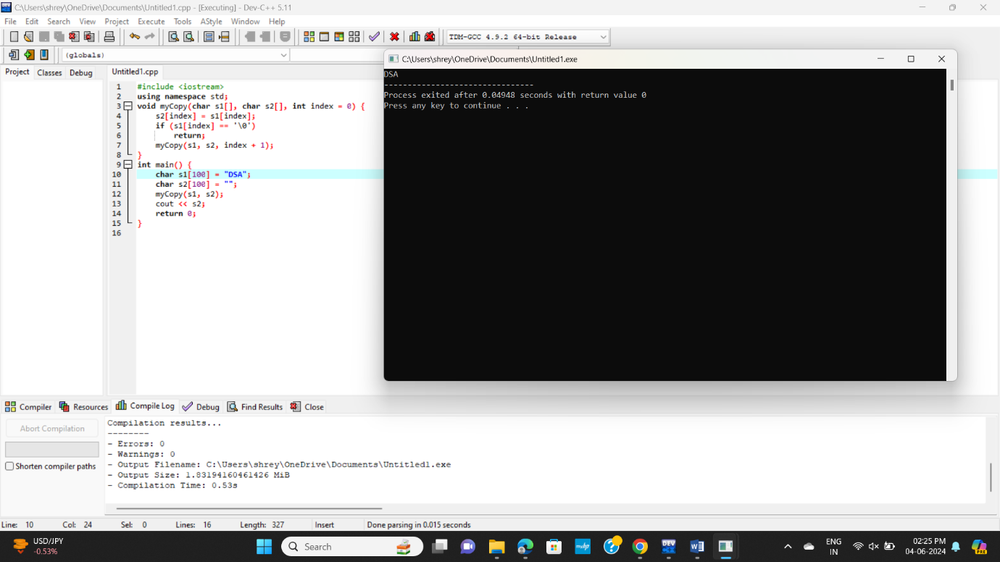 C:\Users\shrey\OneDrive\Documents\Untitled1.cpp - [Executing] - Dev-C++ 5.11
File Edit Search View Project Execute Tools AStyle Window Help
TDM-GCC 4.9.2 64-bit Release
(globals)
Project Classes Debug
Untitled1.cpp
1 #include <iostream>
2 using namespace std;
3 void myCopy(char s1[], char s2[], int index = 0) {
4 s2[index] = s1[index];
5 if (s1[index] == '\0')
6 return;
7 myCopy(s1, s2, index + 1);
8 }
9 int main() {
10 char s1[100] = "DSA";
11 char s2[100] = "";
12 myCopy(s1, s2);
13 cout << s2;
14 return 0;
15 }
16
C:\Users\shrey\OneDrive\Documents\Untitled1.exe
DSA
--------------------------------
Process exited after 0.04948 seconds with return value 0
Press any key to continue . . .
Compiler Resources Compile Log Debug Find Results Close
Abort Compilation
Shorten compiler paths
Compilation results...
--------
- Errors: 0
- Warnings: 0
- Output Filename: C:\Users\shrey\OneDrive\Documents\Untitled1.exe
- Output Size: 1.83194160461426 MiB
- Compilation Time: 0.53s
Line: 10 Col: 24 Sel: 0 Lines: 16 Length: 327 Insert Done parsing in 0.015 seconds
USD/JPY
-0.53%
Search
mvhp
DEV
ENG
IN
02:25 PM
04-06-2024
PRE